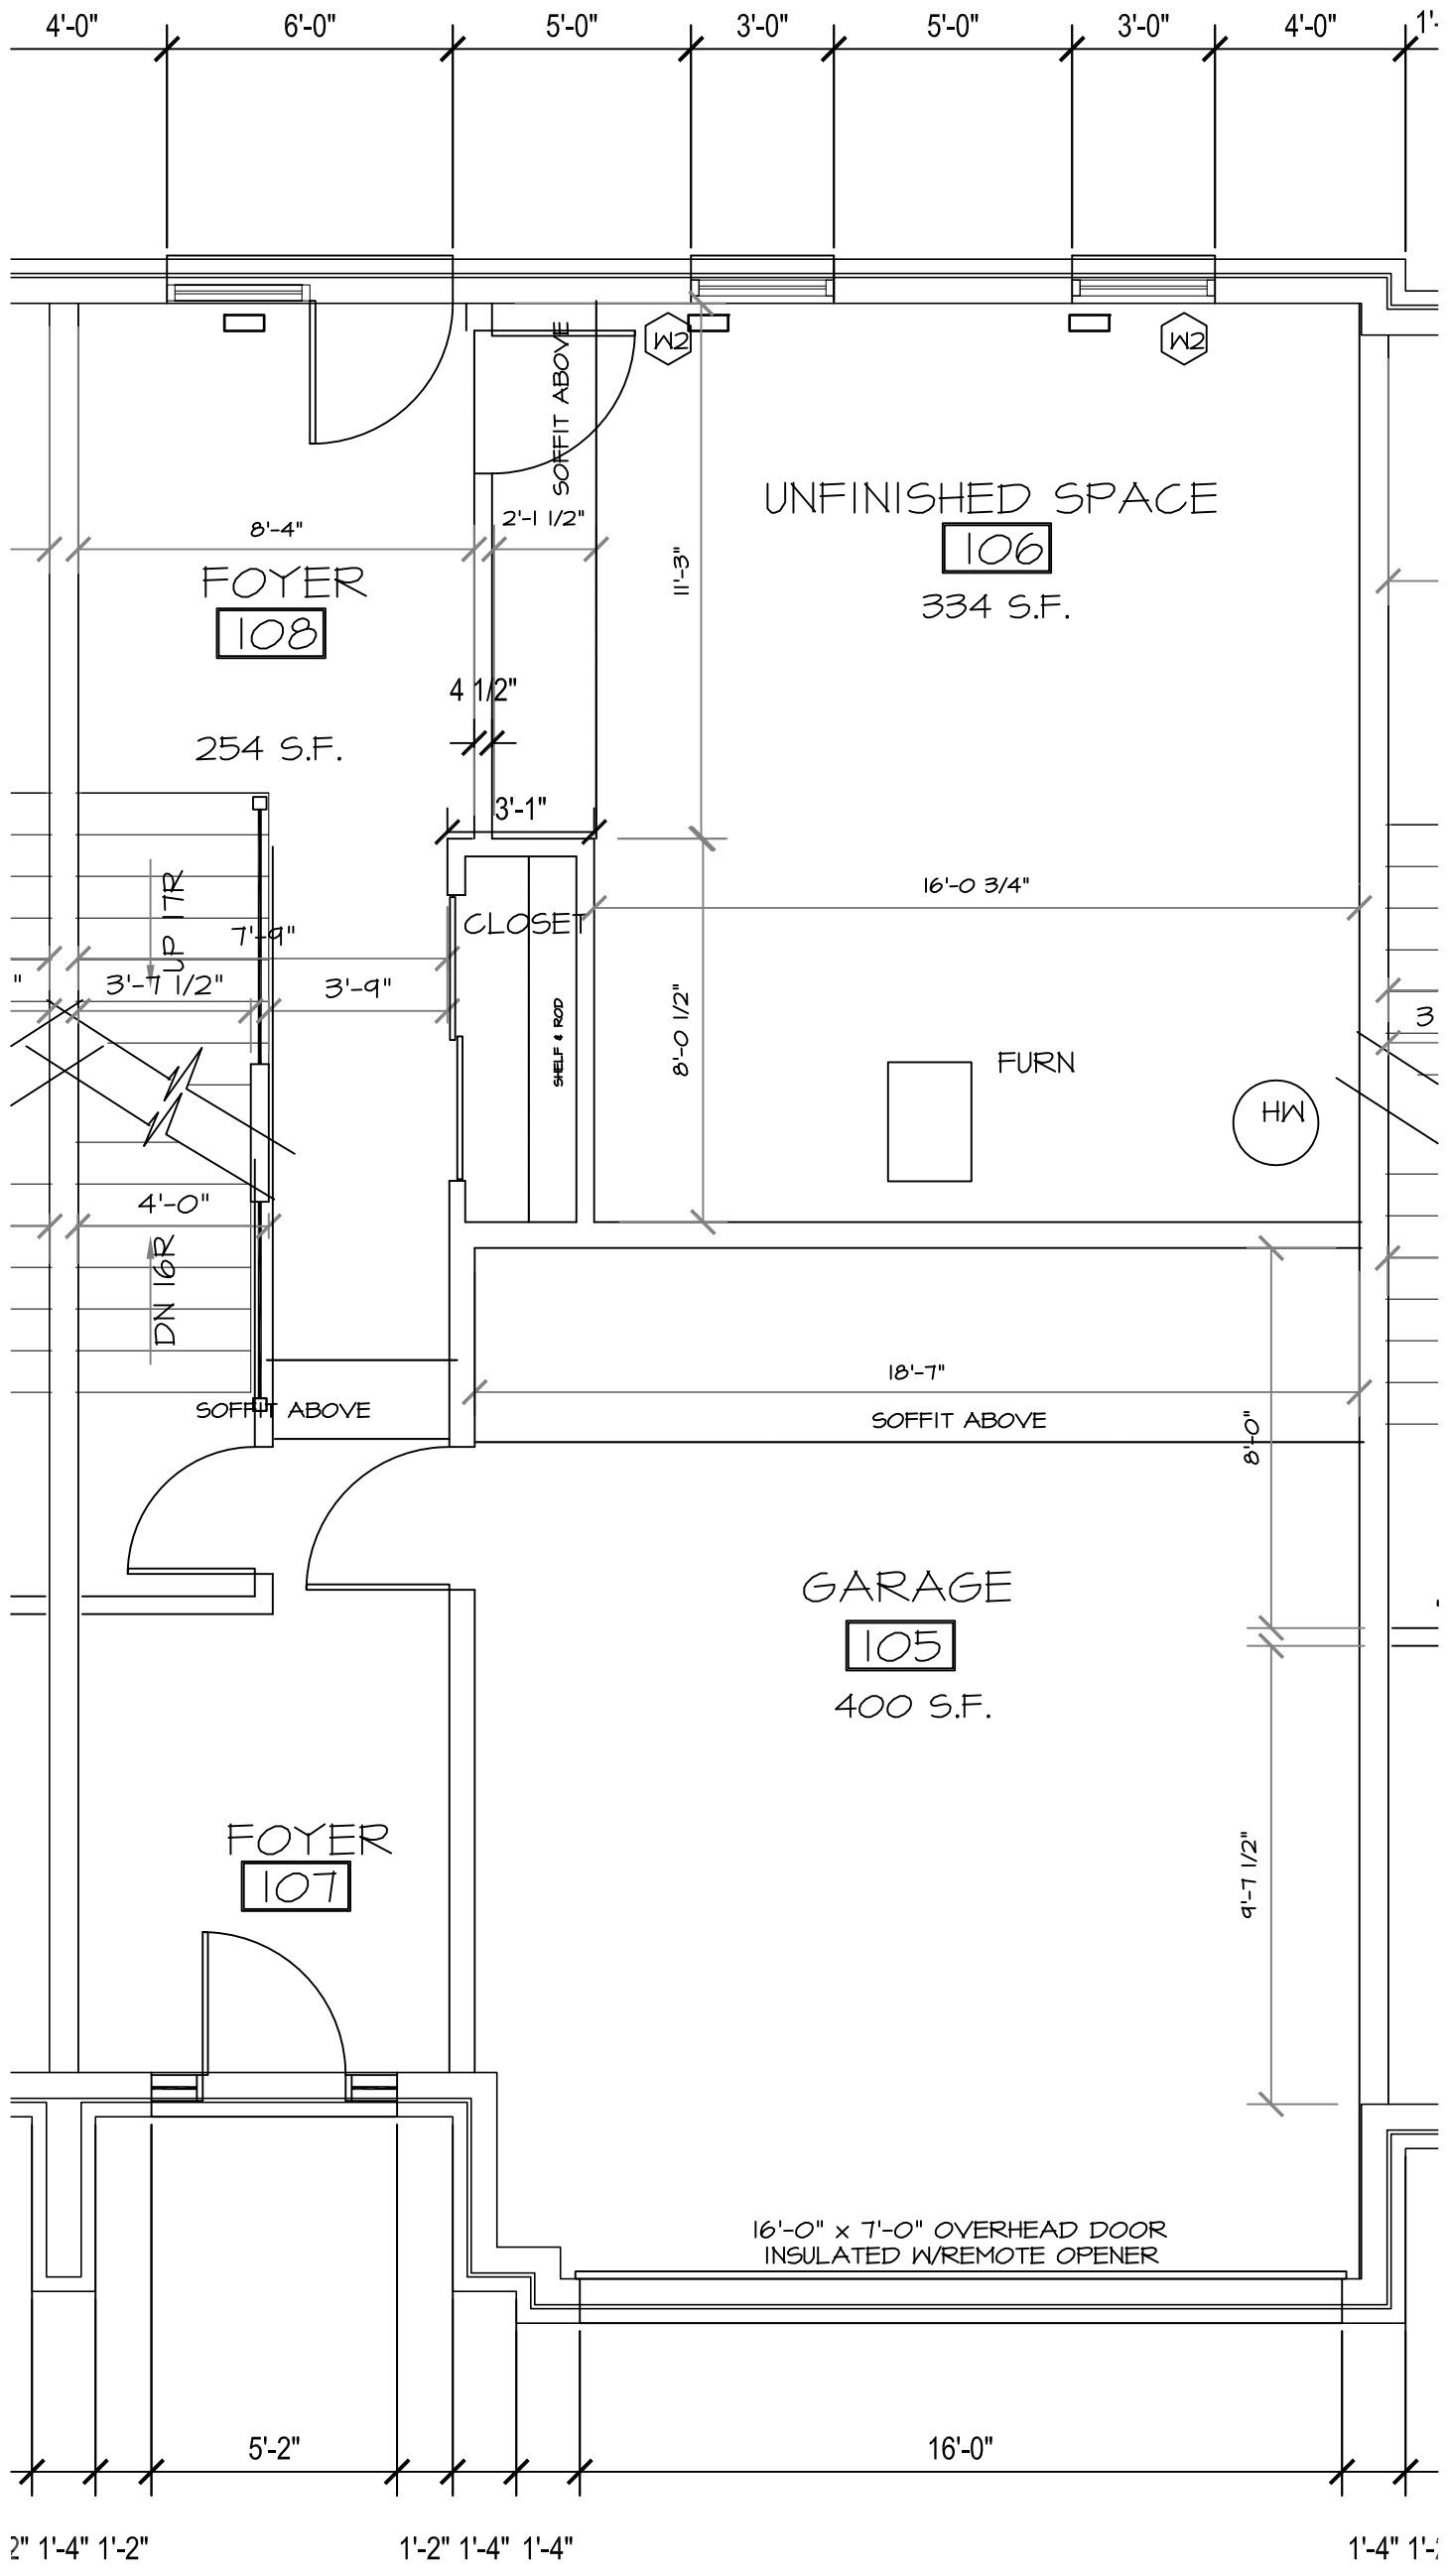 4'-0" 6'-0" 5'-0" 3'-0" 5'-0" 3'-0" 4'-0" 1'-
W2 W2
SOFFIT ABOVE
UNFINISHED SPACE
106
334 S.F.
8'-4" 2'-1 1/2"
11'-3"
FOYER
108
4 1/2"
254 S.F.
3'-1"
16'-0 3/4"
UP 17R
CLOSET
7'-9"
" 3'-7 1/2" 3'-9"
SHELF & ROD
8'-0 1/2"
3
FURN
HW
4'-0"
DN 16R
18'-7"
SOFFIT ABOVE
SOFFIT ABOVE
8'-0"
GARAGE
105
400 S.F.
FOYER
107
9'-7 1/2"
16'-0" x 7'-0" OVERHEAD DOOR
INSULATED W/REMOTE OPENER
5'-2" 16'-0"
2" 1'-4" 1'-2" 1'-2" 1'-4" 1'-4" 1'-4"